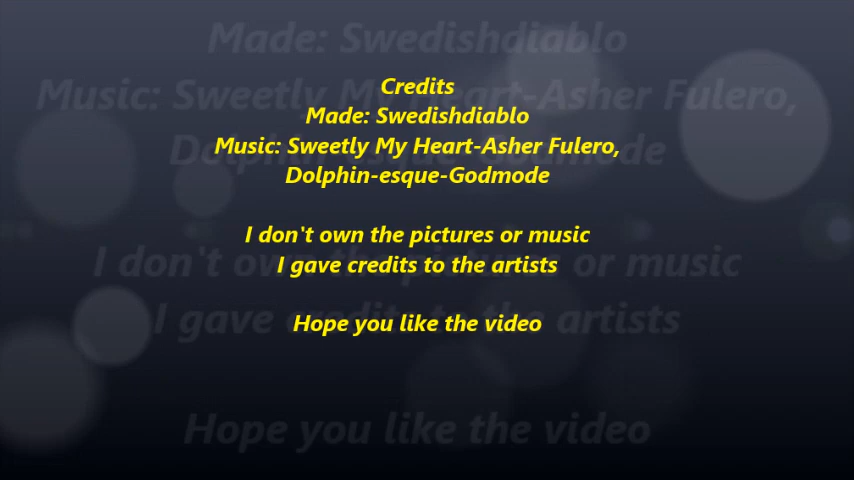 Credits
Made: Swedishdiablo
Music: Sweetly My Heart-Asher Fulero,
Dolphin-esque-Godmode
I don't own the pictures or music
I gave credits to the artists
Hope you like the video